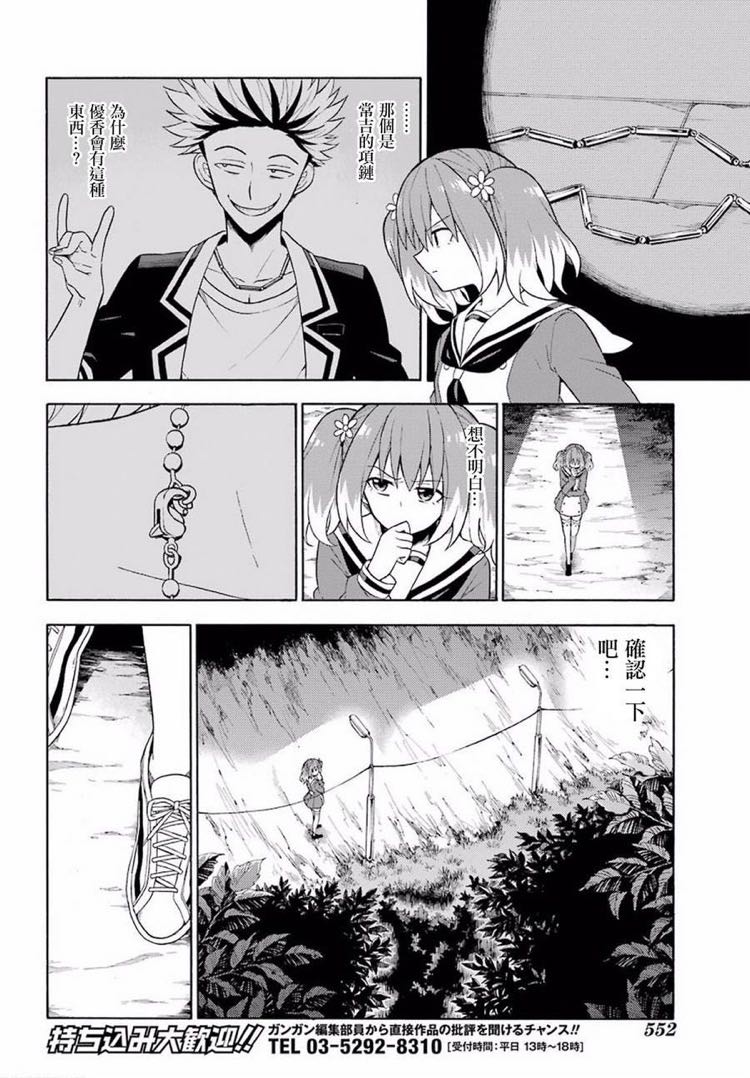 ……
那個是
常吉的項鏈
為什麼
優香會有這種
東西…?
想不明白…
確認一下
吧…
持ち込み大歓迎!!
ガンガン編集部員から直接作品の批評を聞けるチャンス!!
TEL 03-5292-8310 [受付時間:平日 13時〜18時]
552